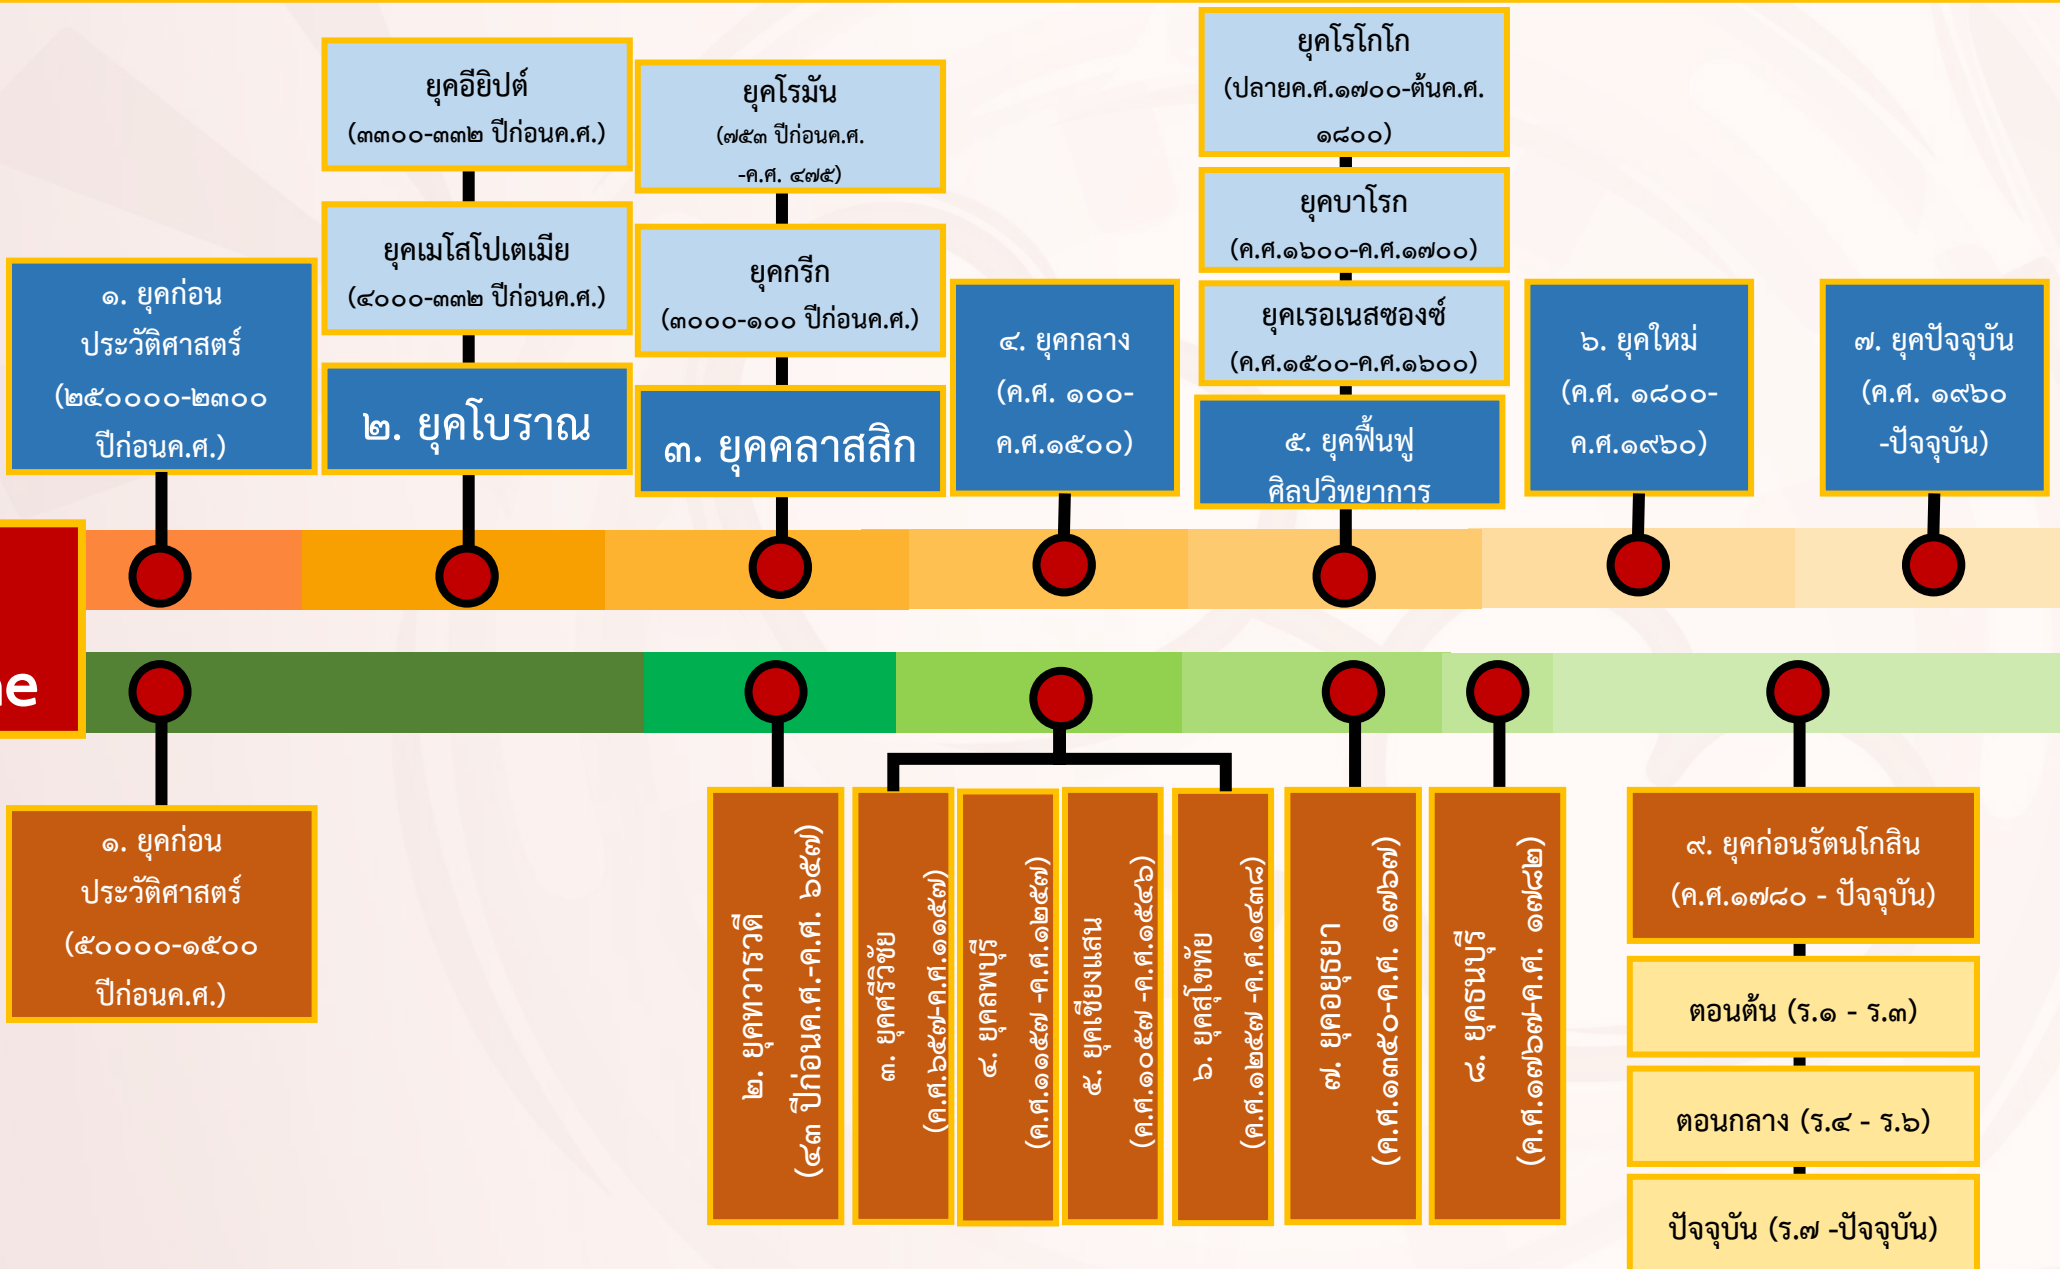 ยุคอียิปต์
(๓๓๐๐-๓๓๒ ปีก่อนค.ศ.)
ยุคเมโสโปเตเมีย
(๔๐๐๐-๓๓๒ ปีก่อนค.ศ.)
ยุคโรมัน
(๗๕๓ ปีก่อนค.ศ.
-ค.ศ. ๔๗๕)
ยุคกรีก
(๓๐๐๐-๑๐๐ ปีก่อนค.ศ.)
ยุคโรโกโก
(ปลายค.ศ.๑๗๐๐-ต้นค.ศ.
๑๘๐๐)
ยุคบาโรก
(ค.ศ.๑๖๐๐-ค.ศ.๑๗๐๐)
ยุคเรอเนสซองซ์
(ค.ศ.๑๕๐๐-ค.ศ.๑๖๐๐)
๑. ยุคก่อน
ประวัติศาสตร์
(๒๕๐๐๐๐-๒๓๐๐
ปีก่อนค.ศ.)
๒. ยุคโบราณ
๓. ยุคคลาสสิก
๔. ยุคกลาง
(ค.ศ. ๑๐๐-
ค.ศ.๑๕๐๐)
๕. ยุคฟื้นฟู
ศิลปวิทยาการ
๖. ยุคใหม่
(ค.ศ. ๑๘๐๐-
ค.ศ.๑๙๖๐)
๗. ยุคปัจจุบัน
(ค.ศ. ๑๙๖๐
-ปัจจุบัน)
๑. ยุคก่อน
ประวัติศาสตร์
(๕๐๐๐๐-๑๕๐๐
ปีก่อนค.ศ.)
๒. ยุคทวารวดี
(๔๓ ปีก่อนค.ศ.-ค.ศ. ๖๕๗)
๓. ยุคศรีวิชัย
(ค.ศ.๖๕๗-ค.ศ.๑๑๕๗)
๔. ยุคลพบุรี
(ค.ศ.๑๑๕๗ -ค.ศ.๑๒๕๗)
๕. ยุคเชียงแสน
(ค.ศ.๑๐๕๗ -ค.ศ.๑๕๔๖)
๖. ยุคสุโขทัย
(ค.ศ.๑๒๕๗ -ค.ศ.๑๔๓๘)
๗. ยุคอยุธยา
(ค.ศ.๑๓๕๐-ค.ศ. ๑๗๖๗)
๘. ยุคธนบุรี
(ค.ศ.๑๗๖๗-ค.ศ. ๑๗๘๒)
๙. ยุคก่อนรัตนโกสิน
(ค.ศ.๑๗๘๐ - ปัจจุบัน)
ตอนต้น (ร.๑ - ร.๓)
ตอนกลาง (ร.๔ - ร.๖)
ปัจจุบัน (ร.๗ -ปัจจุบัน)